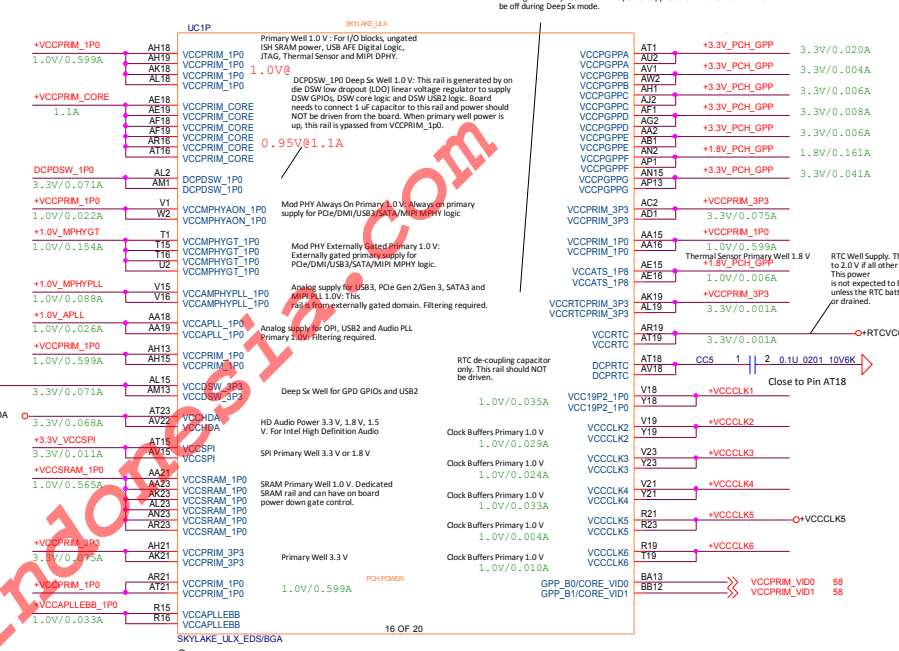 be off during Deep Sx mode.
UC1P
SKYLAKE_ULX
+VCCPRIM_1P0
1.0V/0.599A
AH18
AH19
AK18
AL18
VCCPRIM_1P0
VCCPRIM_1P0
VCCPRIM_1P0
VCCPRIM_1P0
1.0V@
Primary Well 1.0 V : For I/O blocks, ungated
ISH SRAM power, USB AFE Digital Logic,
JTAG, Thermal Sensor and MIPI DPHY.
DCPDSW_1P0 Deep Sx Well 1.0 V: This rail is generated by on
die DSW low dropout (LDO) linear voltage regulator to supply
DSW GPIOs, DSW core logic and DSW USB2 logic. Board
needs to connect 1 uF capacitor to this rail and power should
NOT be driven from the board. When primary well power is
up, this rail is ypassed from VCCPRIM_1p0.
+VCCPRIM_CORE
1.1A
AE18
AE19
AF18
AF19
AR16
AT16
VCCPRIM_CORE
VCCPRIM_CORE
VCCPRIM_CORE
VCCPRIM_CORE
VCCPRIM_CORE
VCCPRIM_CORE
0.95V@1.1A
DCPDSW_1P0
3.3V/0.071A
AL2
AM1
DCPDSW_1P0
DCPDSW_1P0
+VCCPRIM_1P0
1.0V/0.022A
V1
W2
VCCMPHYAON_1P0
VCCMPHYAON_1P0
Mod PHY Always On Primary 1.0 V: Always on primary
supply for PCIe/DMI/USB3/SATA/MIPI MPHY logic
+1.0V_MPHYGT
1.0V/0.154A
T1
T15
T16
U2
VCCMPHYGT_1P0
VCCMPHYGT_1P0
VCCMPHYGT_1P0
VCCMPHYGT_1P0
Mod PHY Externally Gated Primary 1.0 V:
Externally gated primary supply for
PCIe/DMI/USB3/SATA/MIPI MPHY logic.
+1.0V_MPHYPLL
1.0V/0.088A
V15
V16
VCCAMPHYPLL_1P0
VCCAMPHYPLL_1P0
Analog supply for USB3, PCIe Gen 2/Gen 3, SATA3 and
MIPI PLL 1.0V: This
rail is from externally gated domain. Filtering required.
+1.0V_APLL
1.0V/0.026A
AA18
AA19
VCCAPLL_1P0
VCCAPLL_1P0
Analog supply for OPI, USB2 and Audio PLL
Primary 1.0V: Filtering required.
+VCCPRIM_1P0
1.0V/0.599A
AH13
AH15
VCCPRIM_1P0
VCCPRIM_1P0
3.3V/0.071A
AL15
AM13
VCCDSW_3P3
VCCDSW_3P3
Deep Sx Well for GPD GPIOs and USB2
0A
3.3V/0.068A
AT23
AV22
VCCHDA
VCCHDA
HD Audio Power 3.3 V, 1.8 V, 1.5
V. For Intel High Definition Audio
+3.3V_VCCSPI
3.3V/0.011A
AT15
AV15
VCCSPI
VCCSPI
SPI Primary Well 3.3 V or 1.8 V
+VCCSRAM_1P0
1.0V/0.565A
AA21
AA23
AK23
AL23
AN23
AR23
VCCSRAM_1P0
VCCSRAM_1P0
VCCSRAM_1P0
VCCSRAM_1P0
VCCSRAM_1P0
VCCSRAM_1P0
SRAM Primary Well 1.0 V. Dedicated
SRAM rail and can have on board
power down gate control.
+VCCPRIM_3P3
3.3V/0.075A
AH21
AK21
VCCPRIM_3P3
VCCPRIM_3P3
Primary Well 3.3 V
+VCCPRIM_1P0
AR21
AT21
VCCPRIM_1P0
VCCPRIM_1P0
PCH POWER
1.0V/0.599A
+VCCAPLLEBB_1P0
1.0V/0.033A
R15
R16
VCCAPLLEBB
VCCAPLLEBB
SKYLAKE_ULX_EDS/BGA
16 OF 20
VCCPGPPA
VCCPGPPA
VCCPGPPB
VCCPGPPB
VCCPGPPC
VCCPGPPC
VCCPGPPD
VCCPGPPD
VCCPGPPE
VCCPGPPE
VCCPGPPF
VCCPGPPF
VCCPGPPG
VCCPGPPG
AT1
AU2
AV1
AW2
AH1
AJ2
AF1
AG2
AA2
AB1
AN2
AP1
AN15
AP13
+3.3V_PCH_GPP
3.3V/0.020A
+3.3V_PCH_GPP
3.3V/0.004A
+3.3V_PCH_GPP
3.3V/0.006A
+3.3V_PCH_GPP
3.3V/0.008A
+3.3V_PCH_GPP
3.3V/0.006A
+1.8V_PCH_GPP
1.8V/0.161A
+3.3V_PCH_GPP
3.3V/0.041A
VCCPRIM_3P3
VCCPRIM_3P3
AC2
AD1
+VCCPRIM_3P3
3.3V/0.075A
VCCPRIM_1P0
VCCPRIM_1P0
AA15
AA16
+VCCPRIM_1P0
1.0V/0.599A
Thermal Sensor Primary Well 1.8 V
VCCATS_1P8
VCCATS_1P8
AE15
AE16
+1.8V_PCH_GPP
1.0V/0.006A
RTC Well Supply. Th
to 2.0 V if all other
This power
is not expected to b
unless the RTC batt
or drained.
VCCRTCPRIM_3P3
VCCRTCPRIM_3P3
AK19
AL19
+VCCPRIM_3P3
3.3V/0.001A
VCCRTC
VCCRTC
AR19
AT19
3.3V/0.001A
+RTCVCC
RTC de-coupling capacitor
only. This rail should NOT
be driven.
DCPRTC
DCPRTC
AT18
AV18
CC5
1
2
0.1U_0201_10V6K
Close to Pin AT18
1.0V/0.035A
VCC19P2_1P0
VCC19P2_1P0
V18
Y18
+VCCCLK1
Clock Buffers Primary 1.0 V
1.0V/0.029A
VCCCLK2
VCCCLK2
V19
Y19
+VCCCLK2
Clock Buffers Primary 1.0 V
1.0V/0.024A
VCCCLK3
VCCCLK3
V23
Y23
+VCCCLK3
Clock Buffers Primary 1.0 V
1.0V/0.033A
VCCCLK4
VCCCLK4
V21
Y21
+VCCCLK4
Clock Buffers Primary 1.0 V
1.0V/0.004A
VCCCLK5
VCCCLK5
R21
R23
+VCCCLK5
+VCCCLK5
Clock Buffers Primary 1.0 V
1.0V/0.010A
VCCCLK6
VCCCLK6
R19
T19
+VCCCLK6
GPP_B0/CORE_VID0
GPP_B1/CORE_VID1
BA13
BB12
VCCPRIM_VID0 58
VCCPRIM_VID1 58
indonesia.com